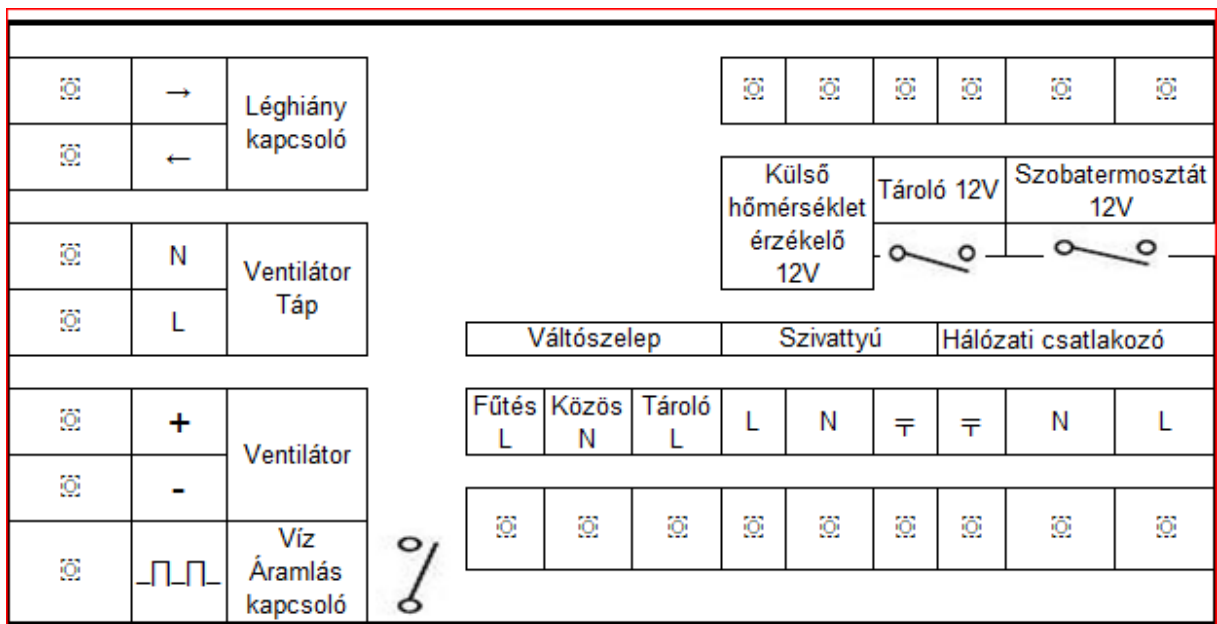 →
Léghiány
kapcsoló
←
Külső
hőmérséklet
érzékelő
12V
Tároló 12V
Szobatermosztát
12V
N
Ventilátor
Táp
L
Váltószelep
Szivattyú
Hálózati csatlakozó
Fűtés
L
Közös
N
Tároló
L
L
N
N
L
+
Ventilátor
-
Víz
Áramlás
kapcsoló